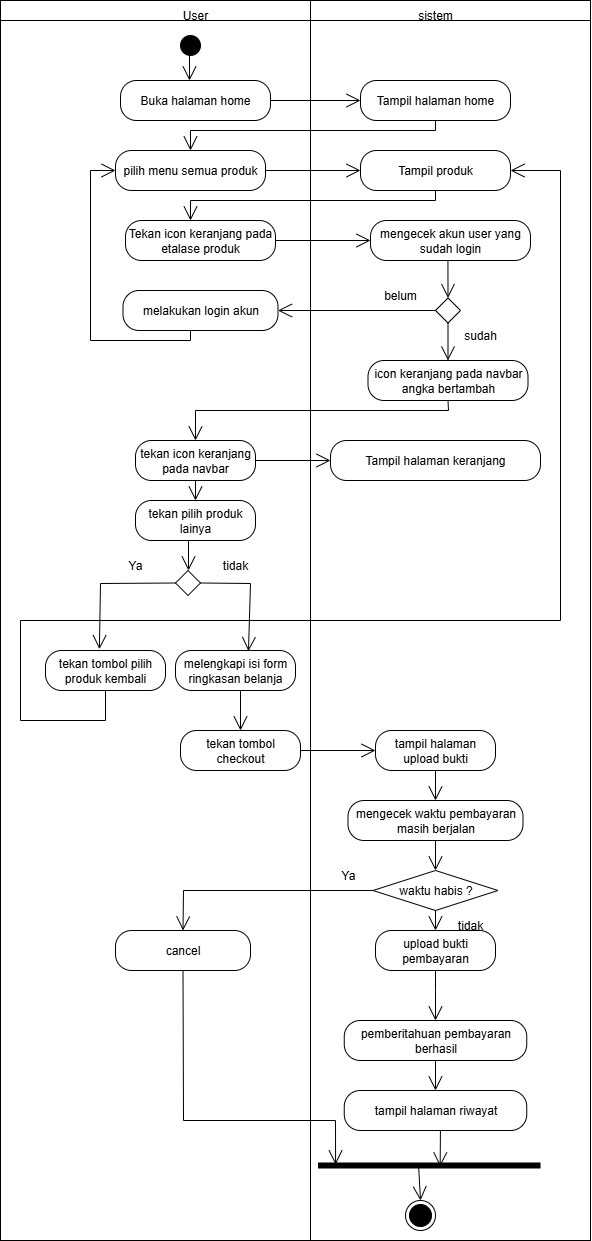 User
sistem
Buka halaman home
Tampil halaman home
pilih menu semua produk
Tampil produk
Tekan icon keranjang pada
etalase produk
mengecek akun user yang
sudah login
belum
melakukan login akun
sudah
icon keranjang pada navbar
angka bertambah
tekan icon keranjang
pada navbar
Tampil halaman keranjang
tekan pilih produk
lainya
Ya
tidak
tekan tombol pilih
produk kembali
melengkapi isi form
ringkasan belanja
tekan tombol
checkout
tampil halaman
upload bukti
mengecek waktu pembayaran
masih berjalan
Ya
waktu habis ?
tidak
cancel
upload bukti
pembayaran
pemberitahuan pembayaran
berhasil
tampil halaman riwayat